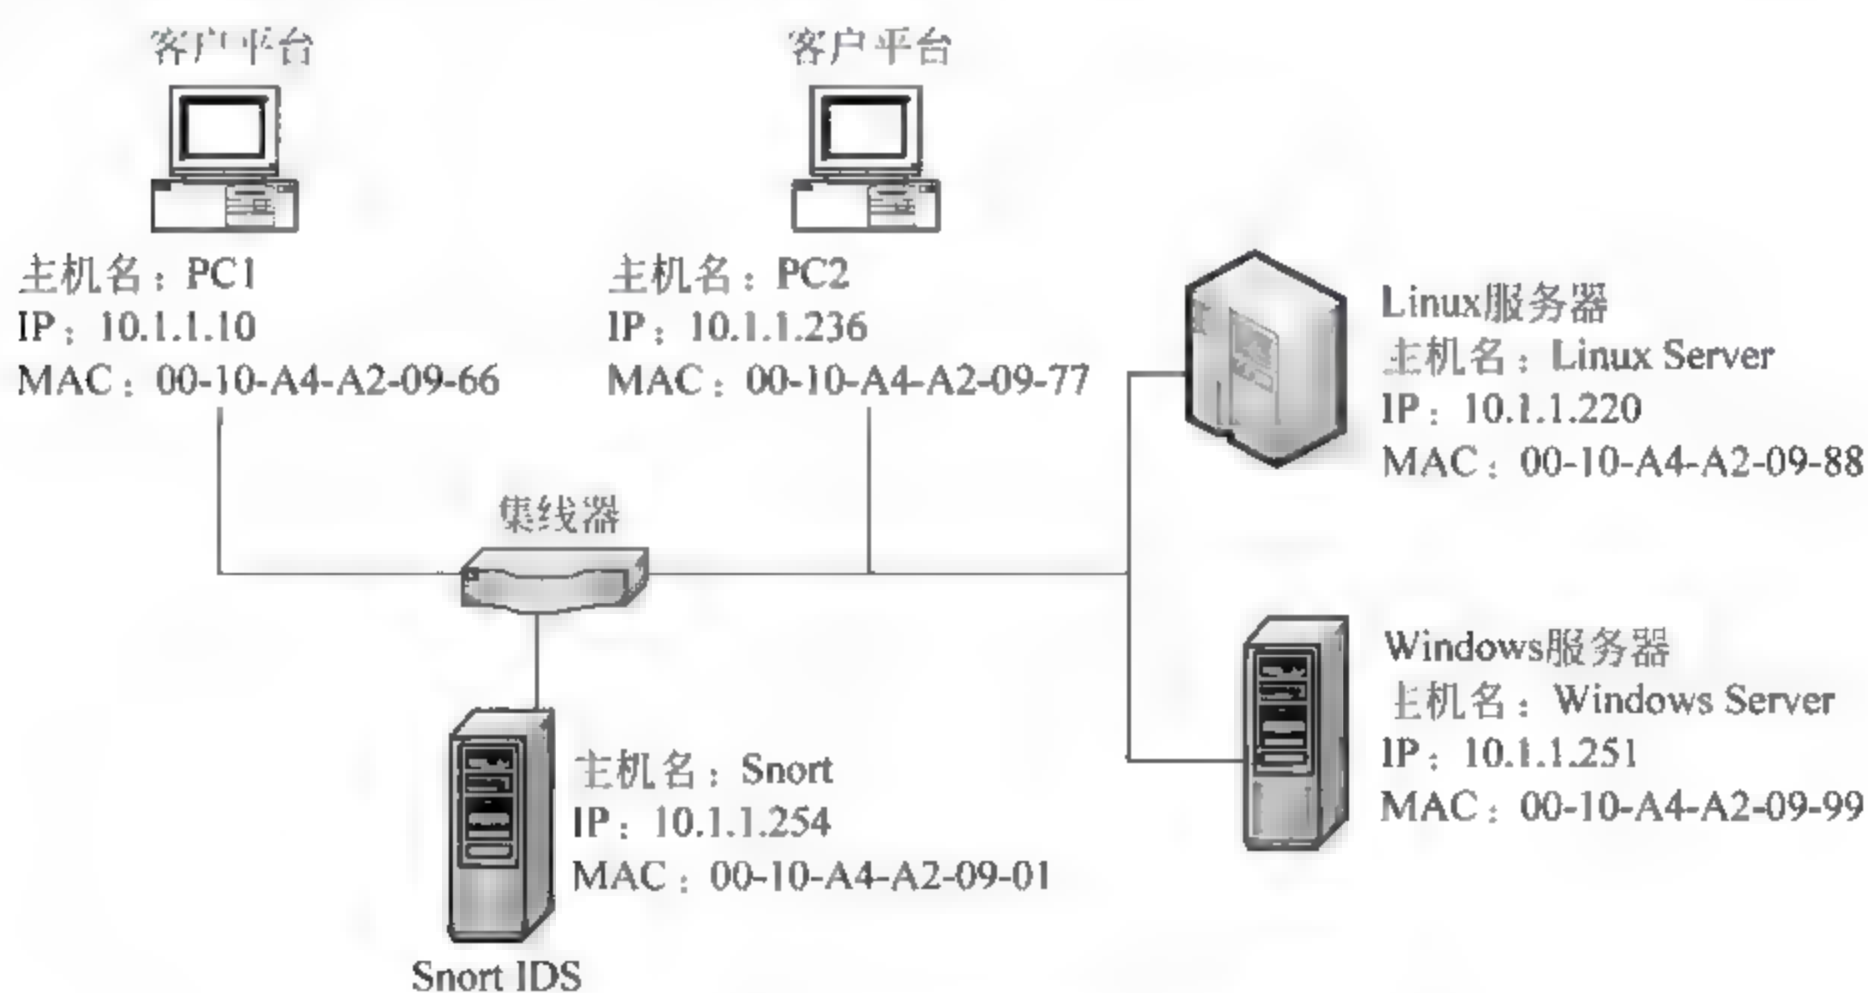 客户平台
主机名：PC1
IP：10.1.1.10
MAC：00-10-A4-A2-09-66
客户平台
主机名：PC2
IP：10.1.1.236
MAC：00-10-A4-A2-09-77
Linux服务器
主机名：Linux Server
IP：10.1.1.220
MAC：00-10-A4-A2-09-88
集线器
Windows服务器
主机名：Windows Server
IP：10.1.1.251
MAC：00-10-A4-A2-09-99
主机名：Snort
IP：10.1.1.254
MAC：00-10-A4-A2-09-01
Snort IDS